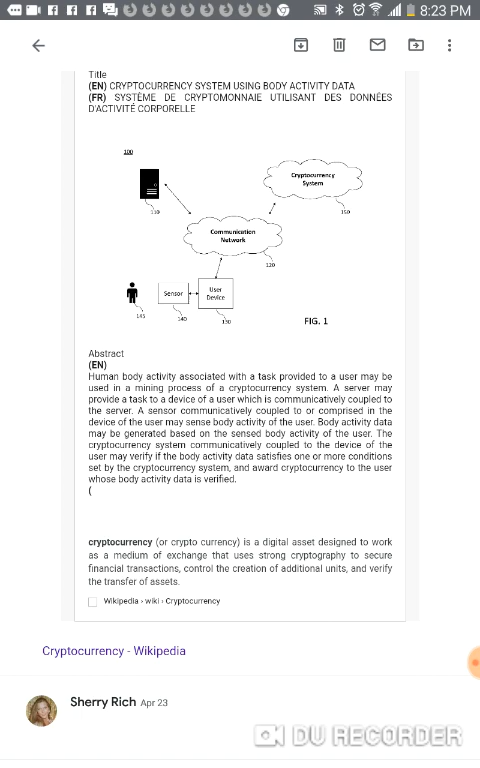 8:23 PM
Title
(EN) CRYPTOCURRENCY SYSTEM USING BODY ACTIVITY DATA
(FR) SYSTÈME DE CRYPTOMONNAIE UTILISANT DES DONNÉES
D'ACTIVITÉ CORPORELLE
100
Cryptocurrency
System
110
150
Communication
Network
120
Sensor
User
Device
145
140
130
FIG. 1
Abstract
(EN)
Human body activity associated with a task provided to a user may be
used in a mining process of a cryptocurrency system. A server may
provide a task to a device of a user which is communicatively coupled to
the server. A sensor communicatively coupled to or comprised in the
device of the user may sense body activity of the user. Body activity data
may be generated based on the sensed body activity of the user. The
cryptocurrency system communicatively coupled to the device of the
user may verify if the body activity data satisfies one or more conditions
set by the cryptocurrency system, and award cryptocurrency to the user
whose body activity data is verified.
(
cryptocurrency (or crypto currency) is a digital asset designed to work
as a medium of exchange that uses strong cryptography to secure
financial transactions, control the creation of additional units, and verify
the transfer of assets.
Wikipedia › wiki › Cryptocurrency
Cryptocurrency - Wikipedia
Sherry Rich Apr 23
DU RECORDER